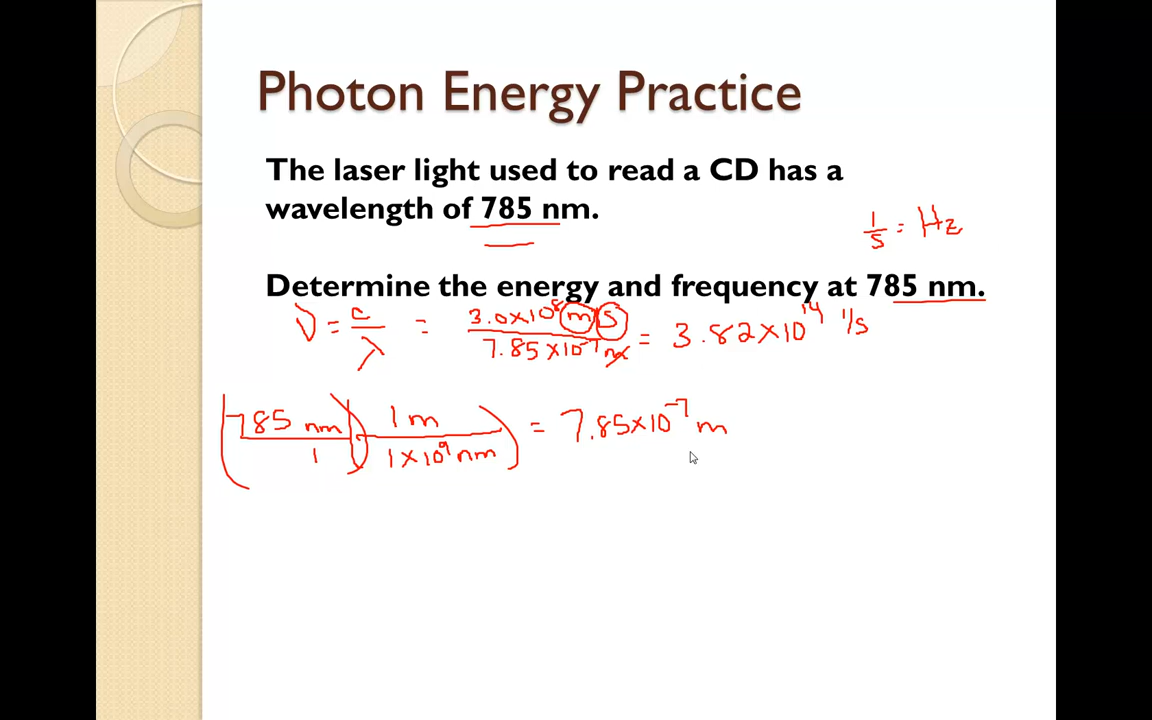 Photon Energy Practice
The laser light used to read a CD has a
wavelength of 785 nm.
1/s = Hz
Determine the energy and frequency at 785 nm.
ν = c/λ = 3.0×10⁸ m/s / 7.85×10⁻⁷ m = 3.82×10¹⁴ 1/s
(785 nm / 1)(1 m / 1×10⁹ nm) = 7.85×10⁻⁷ m